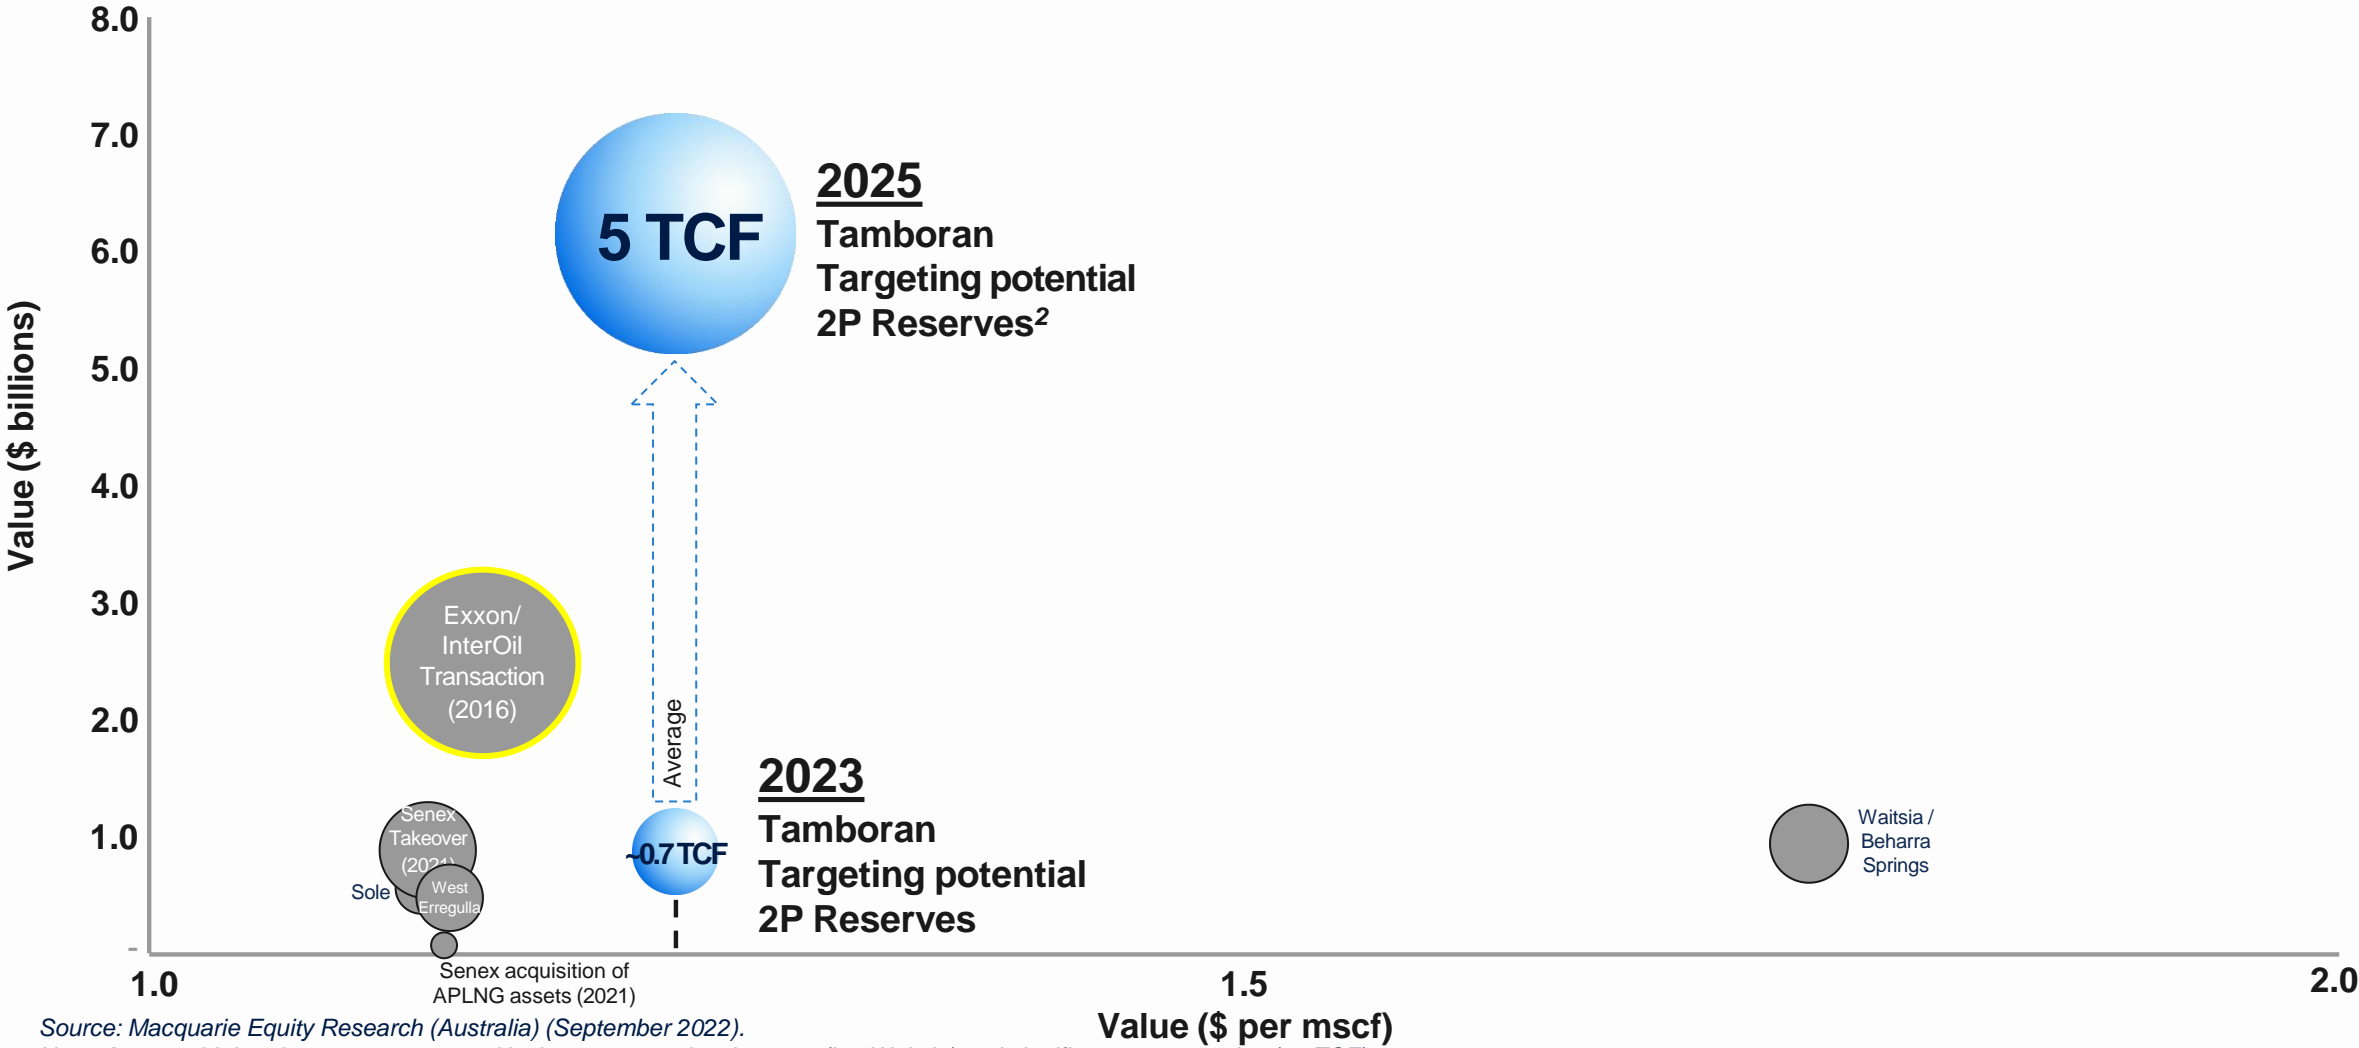 8.0
7.0
6.0
5.0
4.0
3.0
2.0
1.0
-
Value ($ billions)
5 TCF
2025
Tamboran
Targeting potential
2P Reserves²
Average
Exxon/
InterOil
Transaction
(2016)
2023
Tamboran
Targeting potential
2P Reserves
~0.7 TCF
Senex
Takeover
(2021)
Sole
West
Erregulla
Waitsia /
Beharra
Springs
Senex acquisition of
APLNG assets (2021)
1.0
1.5
2.0
Value ($ per mscf)
Source: Macquarie Equity Research (Australia) (September 2022).